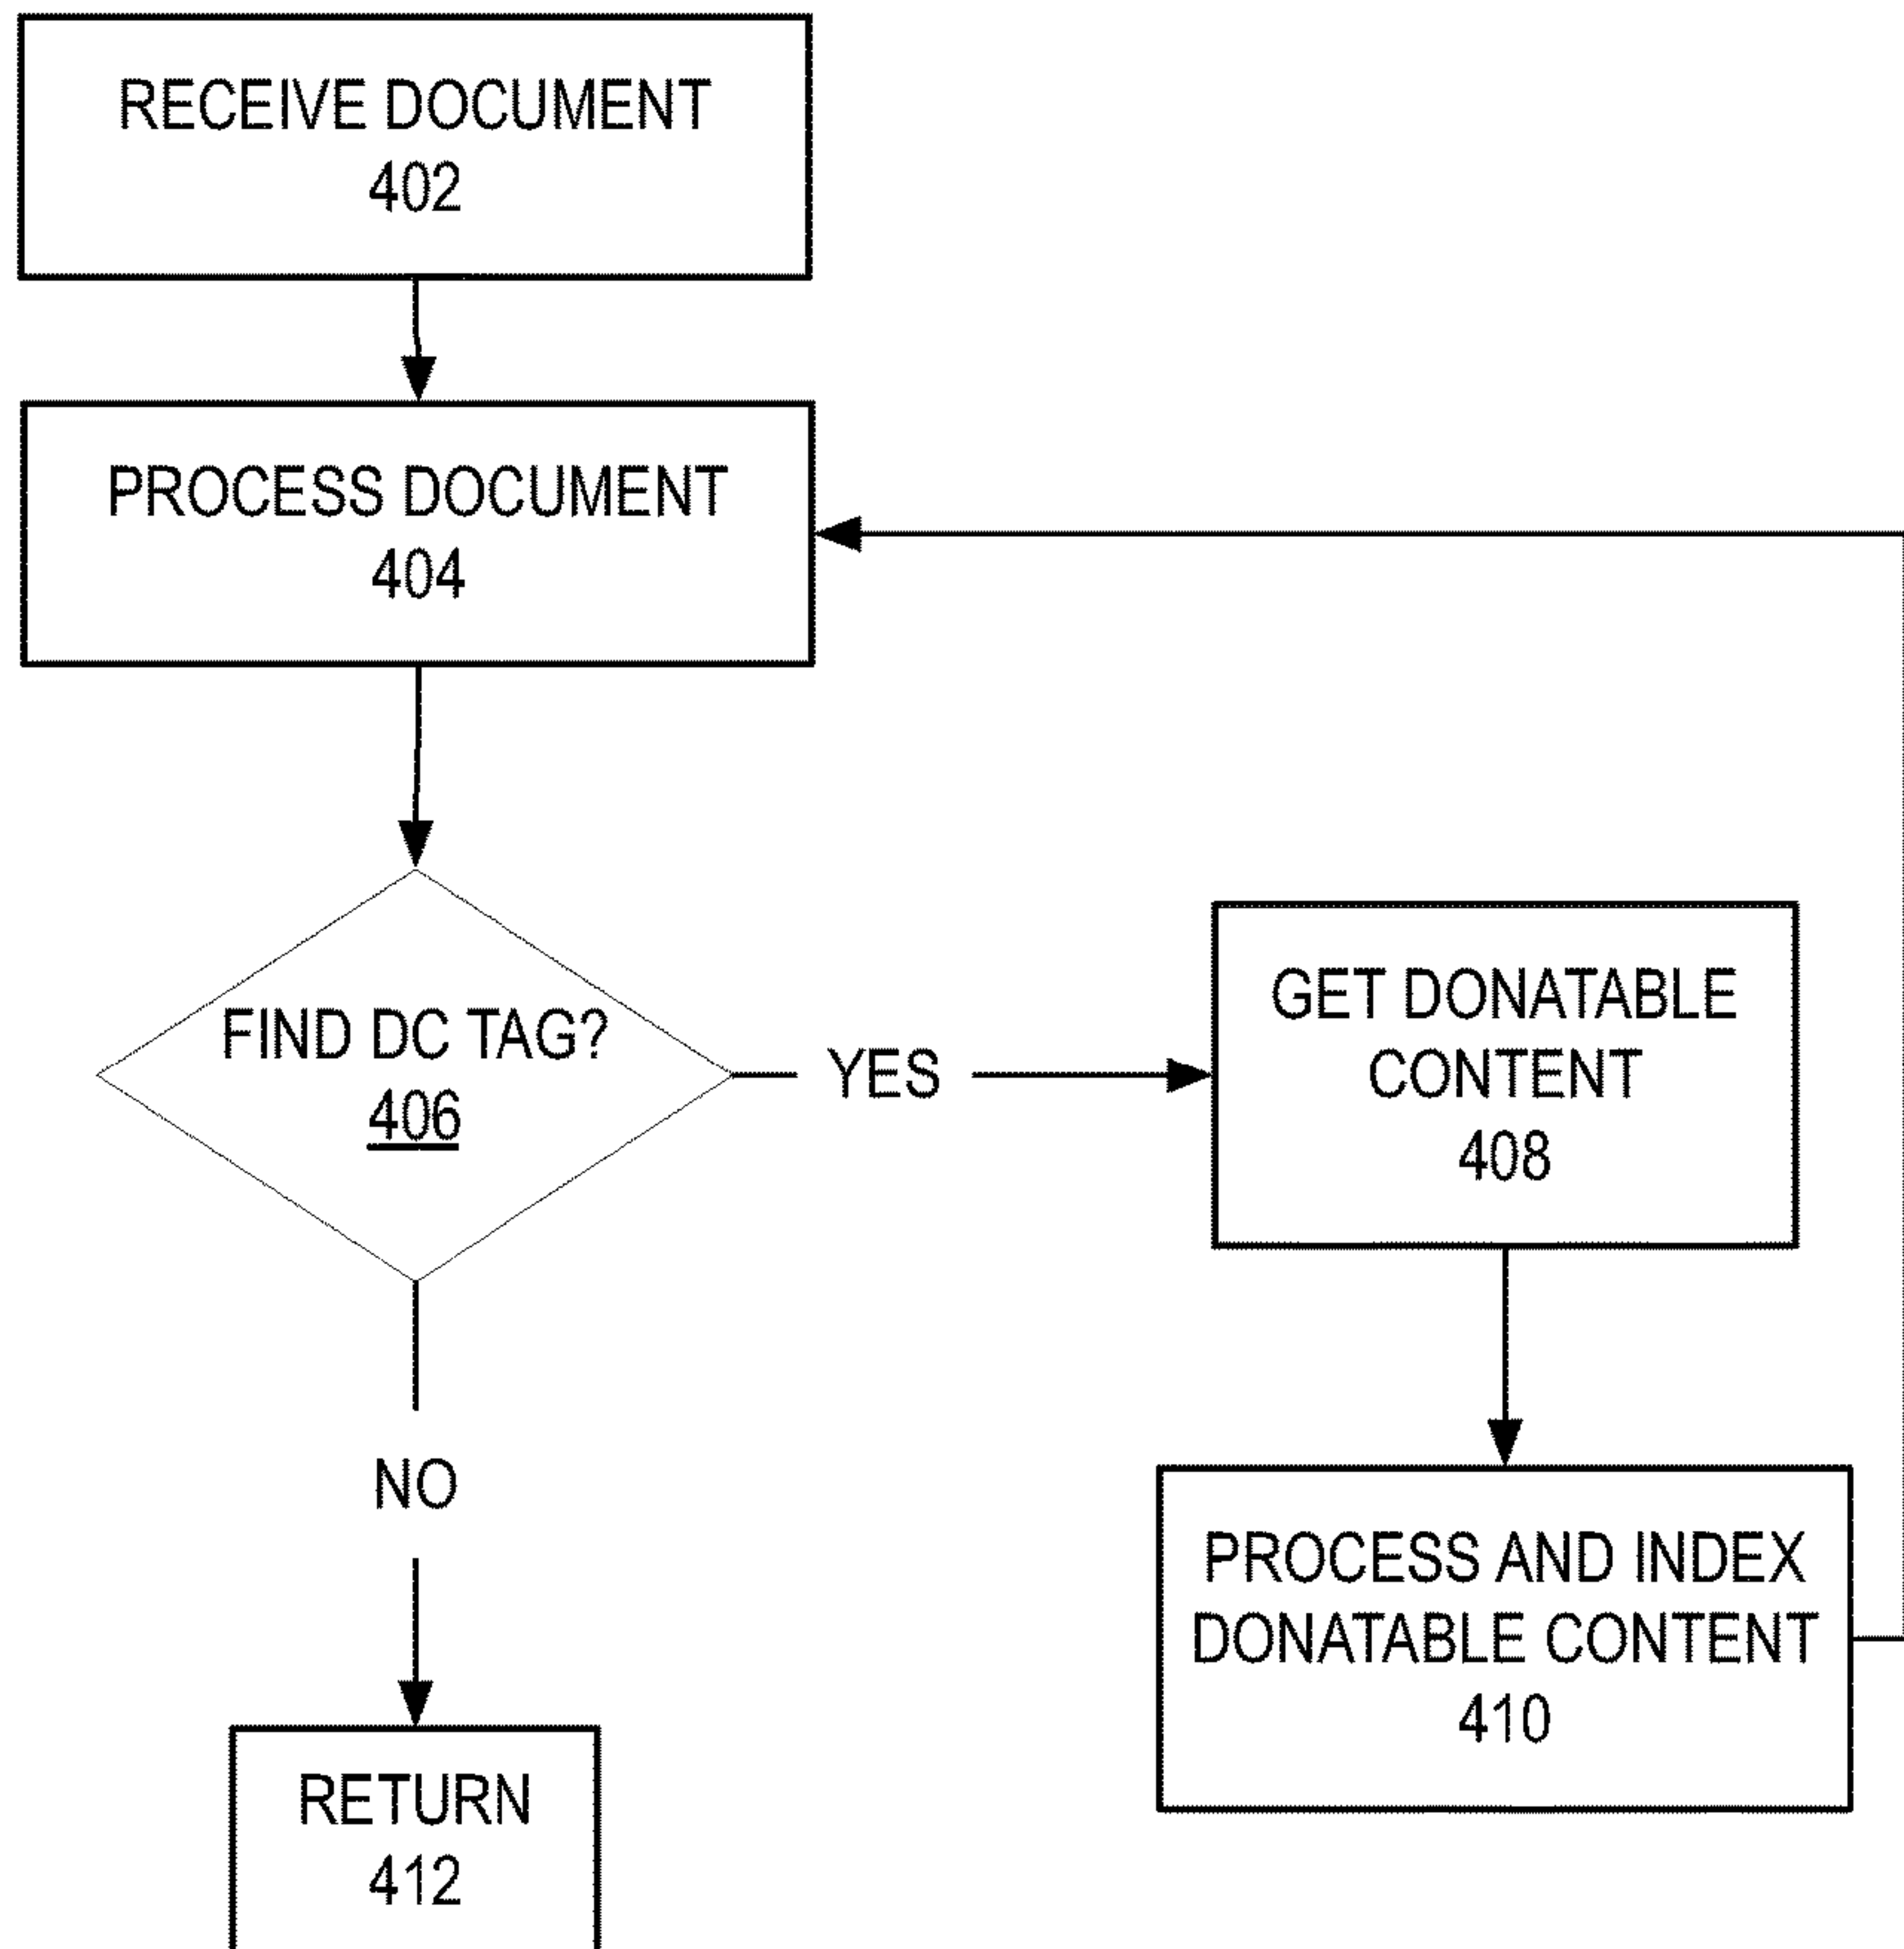 RECEIVE DOCUMENT
402
PROCESS DOCUMENT
404
FIND DC TAG?
406
YES
GET DONATABLE
CONTENT
408
PROCESS AND INDEX
DONATABLE CONTENT
410
NO
RETURN
412